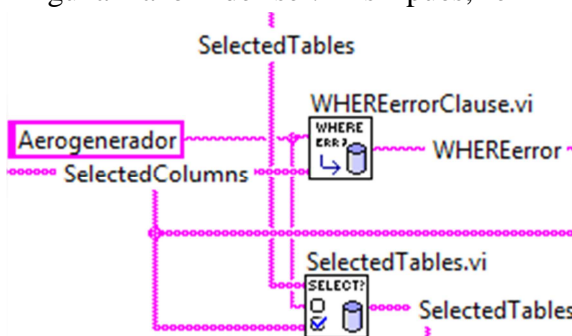 SelectedTables
WHEREerrorClause.vi
WHERE
ERR?
Aerogenerador
WHEREerror
SelectedColumns
SelectedTables.vi
SELECT?
SelectedTables